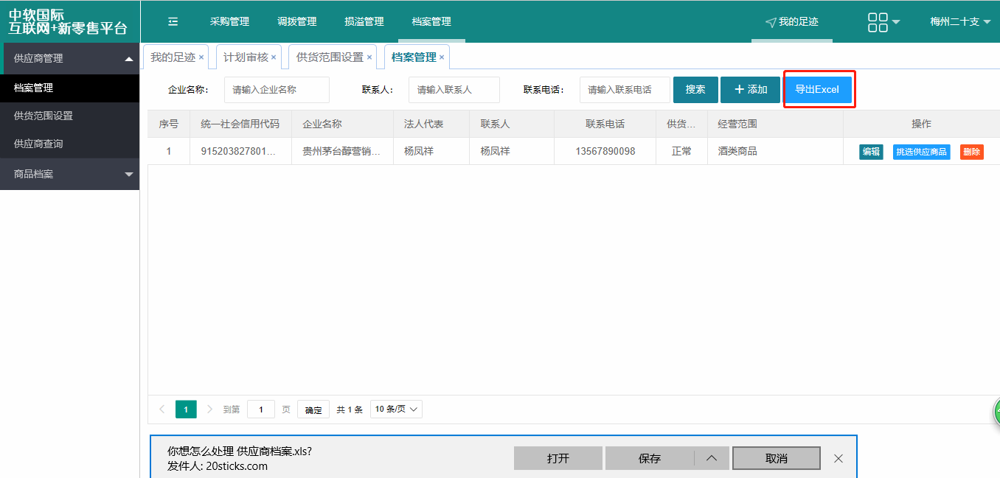 中软国际
互联网+新零售平台
采购管理 调拨管理 损溢管理 档案管理 我的足迹 梅州二十支
供应商管理
档案管理
供货范围设置
供应商查询
商品档案
我的足迹 × 计划审核 × 供货范围设置 × 档案管理 ×
企业名称: 请输入企业名称 联系人: 请输入联系人 联系电话: 请输入联系电话 搜索 + 添加 导出Excel
序号 统一社会信用代码 企业名称 法人代表 联系人 联系电话 供货... 经营范围 操作
1 915203827801... 贵州茅台醇营销... 杨凤祥 杨凤祥 13567890098 正常 酒类商品 编辑 挑选供应商品 删除
< 1 > 到第 1 页 确定 共 1 条 10 条/页
你想怎么处理 供应商档案.xls?
发件人: 20sticks.com
打开 保存 取消 ×